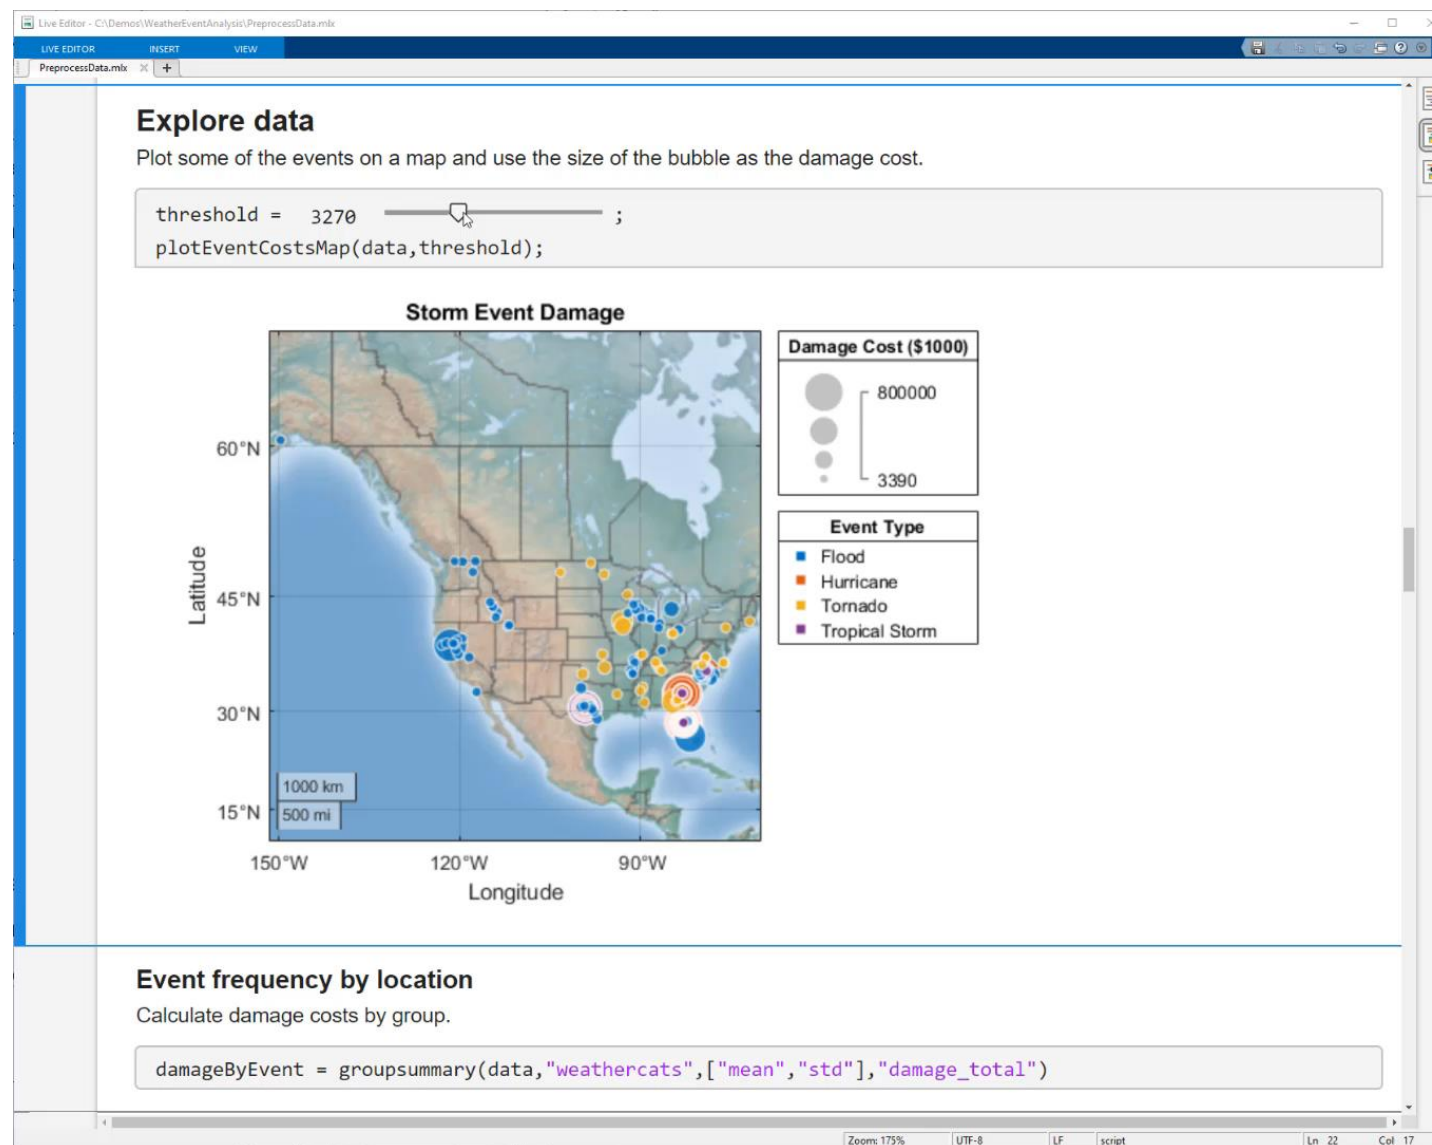 Live Editor - C:\Demos\WeatherEventAnalysis\PreprocessData.mlx
LIVE EDITOR INSERT VIEW
PreprocessData.mlx
Explore data
Plot some of the events on a map and use the size of the bubble as the damage cost.
threshold = 3270 ;
plotEventCostsMap(data,threshold);
Storm Event Damage
60°N
45°N
30°N
15°N
Latitude
1000 km
500 mi
150°W 120°W 90°W
Longitude
Damage Cost ($1000)
800000
3390
Event Type
Flood
Hurricane
Tornado
Tropical Storm
Event frequency by location
Calculate damage costs by group.
damageByEvent = groupsummary(data,"weathercats",["mean","std"],"damage_total")
Zoom: 175% UTF-8 LF script Ln 22 Col 17